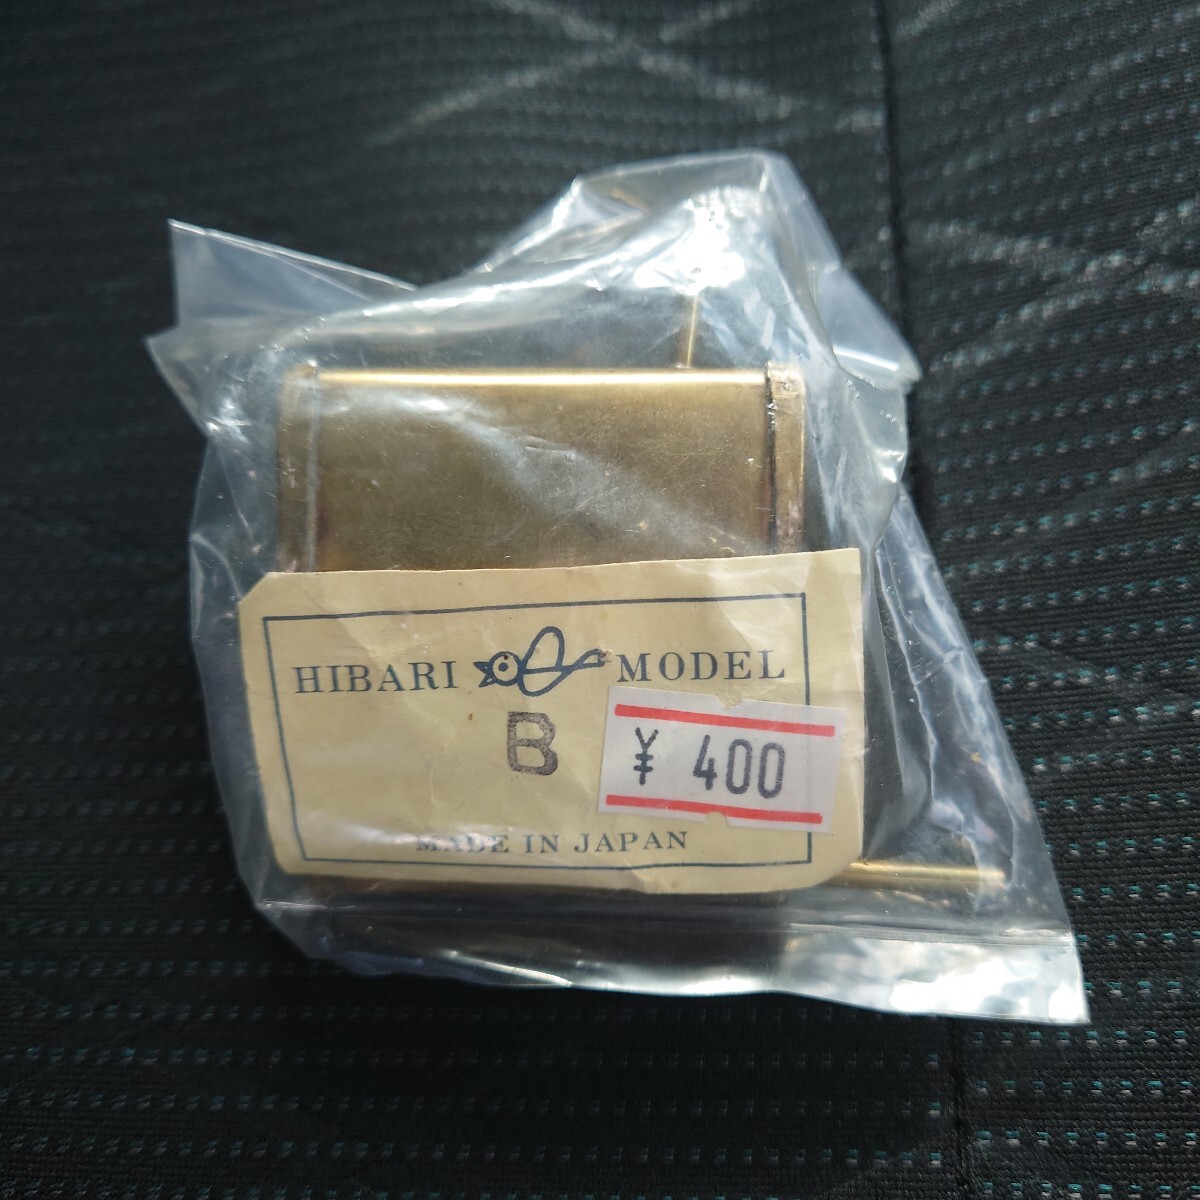 HIBARI MODEL
B
¥ 400
MADE IN JAPAN